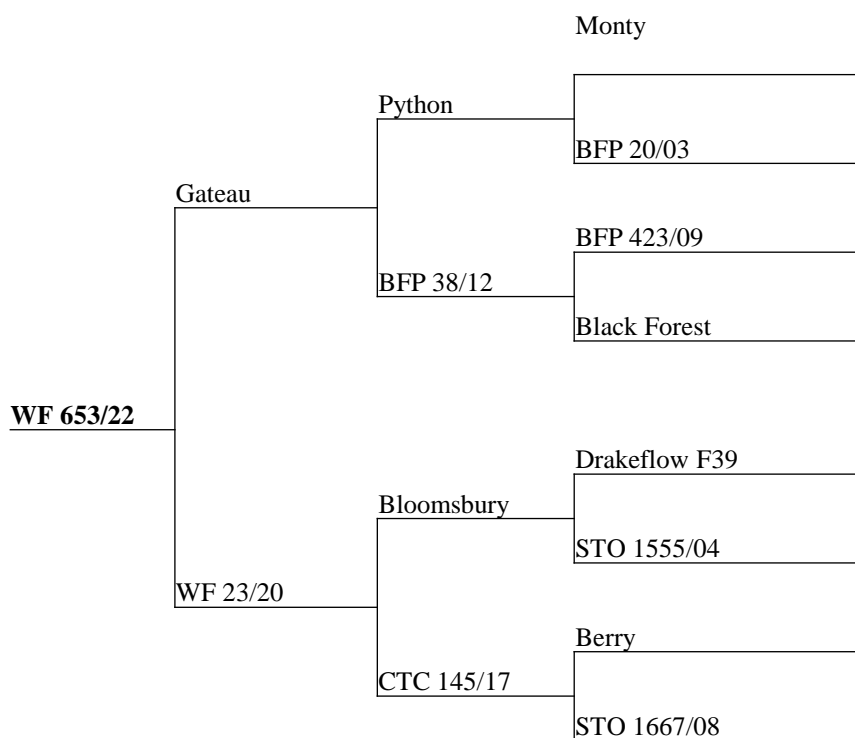 Monty
Python
BFP 20/03
Gateau
BFP 423/09
BFP 38/12
Black Forest
WF 653/22
Drakeflow F39
Bloomsbury
STO 1555/04
WF 23/20
Berry
CTC 145/17
STO 1667/08